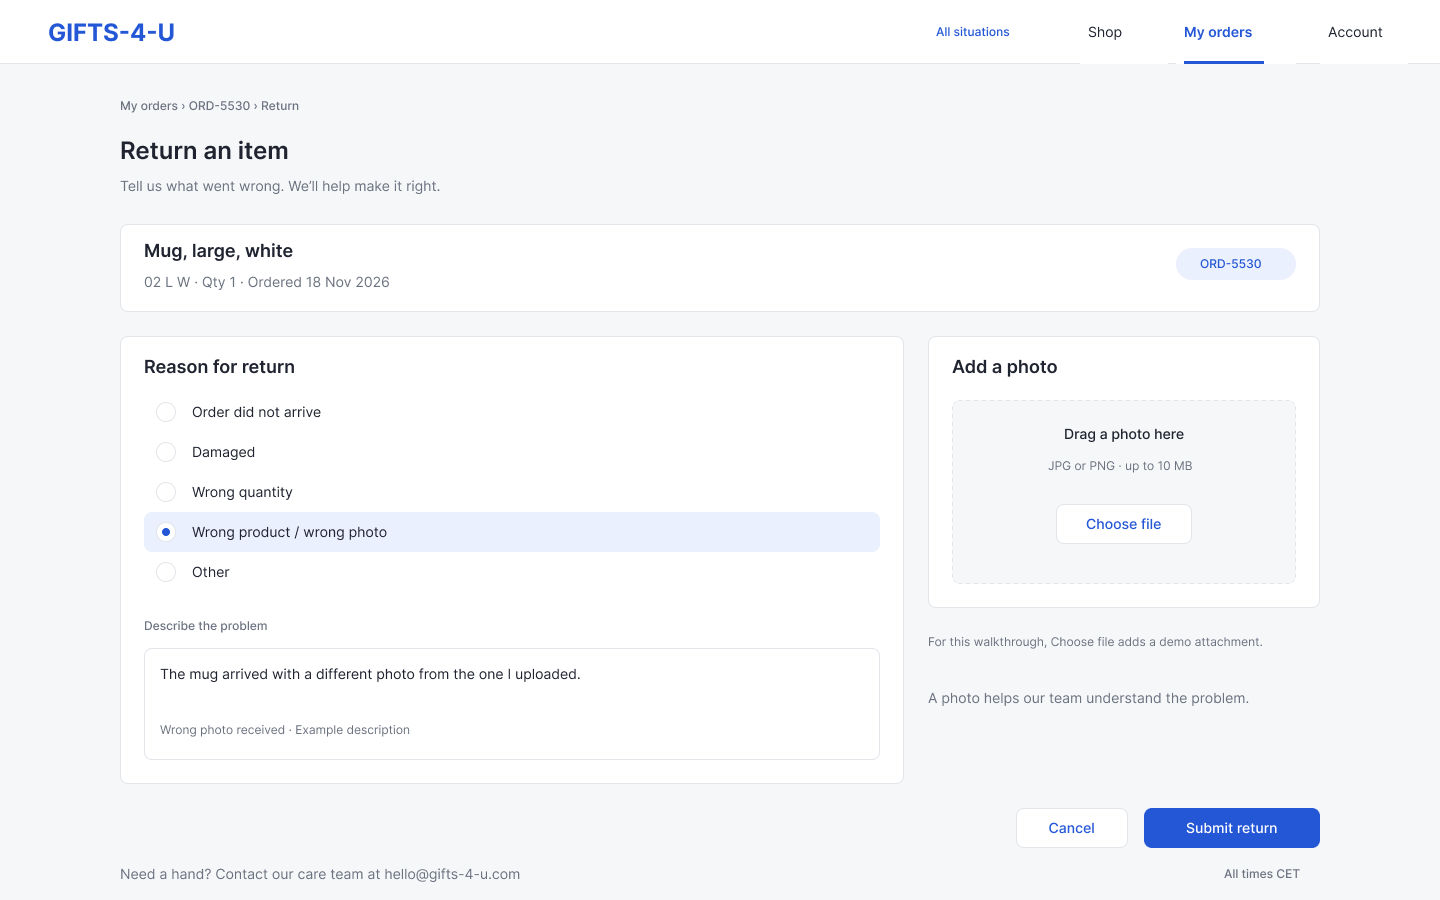 GIFTS-4-U
All situations
Shop
My orders
Account
My orders › ORD-5530 › Return
Return an item
Tell us what went wrong. We’ll help make it right.
Mug, large, white
02 L W · Qty 1 · Ordered 18 Nov 2026
ORD-5530
Reason for return
Order did not arrive
Damaged
Wrong quantity
Wrong product / wrong photo
Other
Describe the problem
The mug arrived with a different photo from the one I uploaded.
Wrong photo received · Example description
Add a photo
Drag a photo here
JPG or PNG · up to 10 MB
Choose file
For this walkthrough, Choose file adds a demo attachment.
A photo helps our team understand the problem.
Cancel
Submit return
Need a hand? Contact our care team at hello@gifts-4-u.com
All times CET